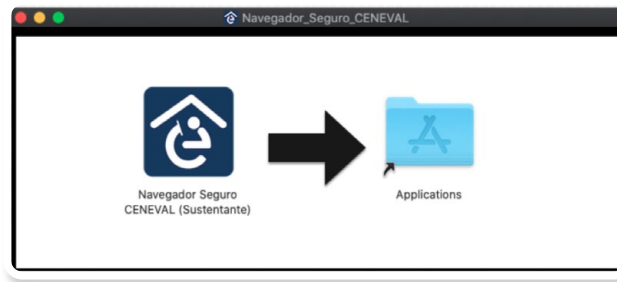 Navegador_Seguro_CENEVAL
Navegador Seguro
CENEVAL (Sustentante)
Applications